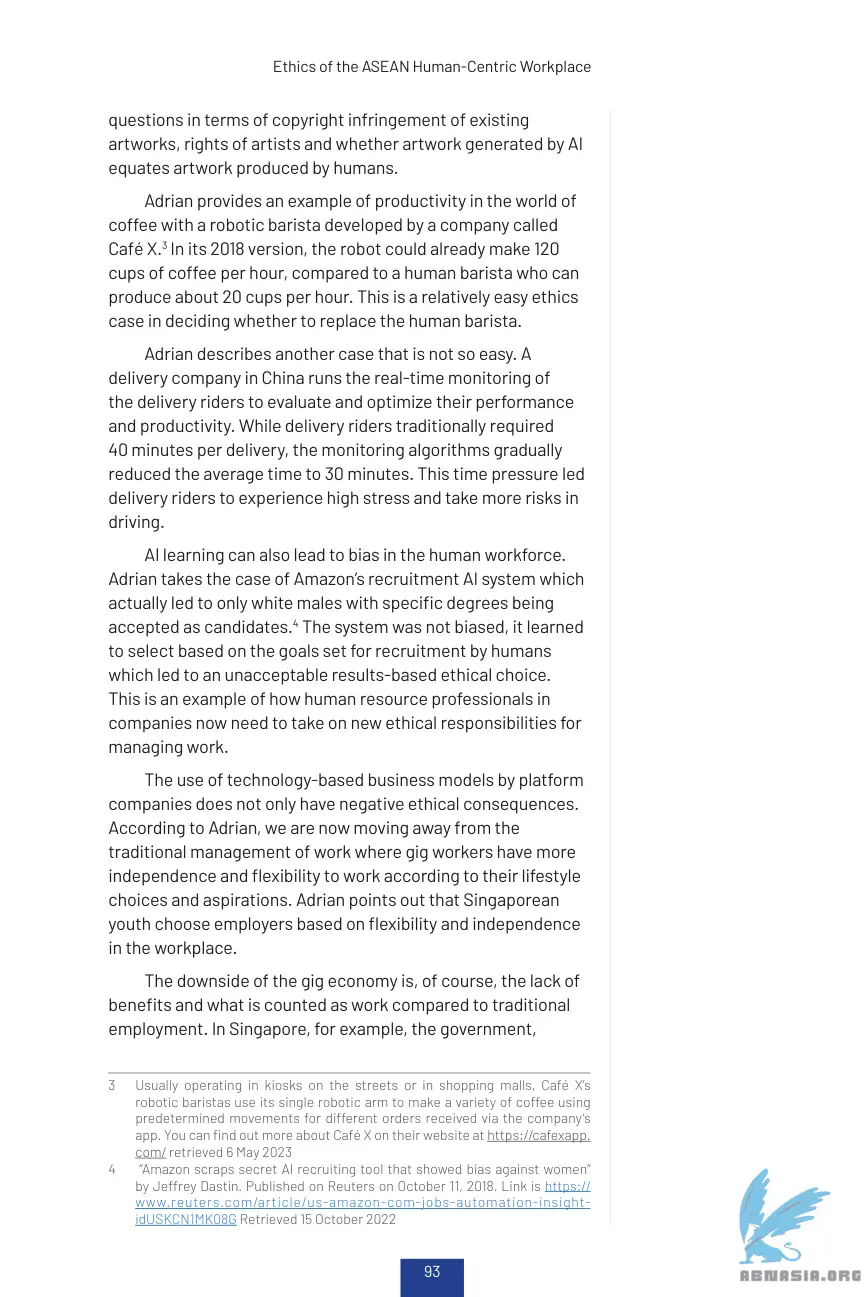 Ethics of the ASEAN Human-Centric Workplace
questions in terms of copyright infringement of existing
artworks, rights of artists and whether artwork generated by AI
equates artwork produced by humans.
Adrian provides an example of productivity in the world of
coffee with a robotic barista developed by a company called
Café X.3 In its 2018 version, the robot could already make 120
cups of coffee per hour, compared to a human barista who can
produce about 20 cups per hour. This is a relatively easy ethics
case in deciding whether to replace the human barista.
Adrian describes another case that is not so easy. A
delivery company in China runs the real-time monitoring of
the delivery riders to evaluate and optimize their performance
and productivity. While delivery riders traditionally required
40 minutes per delivery, the monitoring algorithms gradually
reduced the average time to 30 minutes. This time pressure led
delivery riders to experience high stress and take more risks in
driving.
AI learning can also lead to bias in the human workforce.
Adrian takes the case of Amazon's recruitment AI system which
actually led to only white males with specific degrees being
accepted as candidates.4 The system was not biased, it learned
to select based on the goals set for recruitment by humans
which led to an unacceptable results-based ethical choice.
This is an example of how human resource professionals in
companies now need to take on new ethical responsibilities for
managing work.
The use of technology-based business models by platform
companies does not only have negative ethical consequences.
According to Adrian, we are now moving away from the
traditional management of work where gig workers have more
independence and flexibility to work according to their lifestyle
choices and aspirations. Adrian points out that Singaporean
youth choose employers based on flexibility and independence
in the workplace.
The downside of the gig economy is, of course, the lack of
benefits and what is counted as work compared to traditional
employment. In Singapore, for example, the government,
3 Usually operating in kiosks on the streets or in shopping malls, Café X's
robotic baristas use its single robotic arm to make a variety of coffee using
predetermined movements for different orders received via the company's
app. You can find out more about Café X on their website at https://cafexapp.
com/ retrieved 6 May 2023
4 "Amazon scraps secret AI recruiting tool that showed bias against women"
by Jeffrey Dastin. Published on Reuters on October 11, 2018. Link is https://
www.reuters.com/article/us-amazon-com-jobs-automation-insight-
idUSKCN1MK08G Retrieved 15 October 2022
93
ABNASIA.ORG